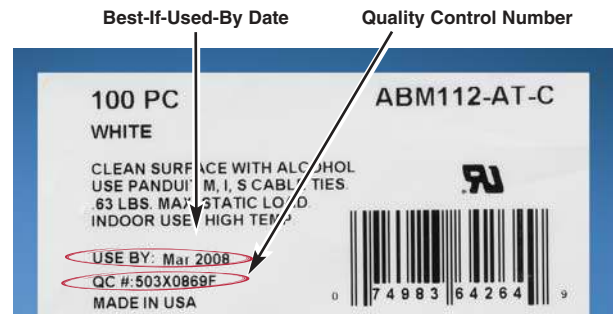 Best-If-Used-By Date
Quality Control Number
100 PC
ABM112-AT-C
WHITE
CLEAN SURFACE WITH ALCOHOL
USE PANDUIT M, I, S CABLE TIES.
.63 LBS. MAX STATIC LOAD.
INDOOR USE HIGH TEMP.
USE BY: Mar 2008
QC #:503X0869F
MADE IN USA
0 74983 64264 9